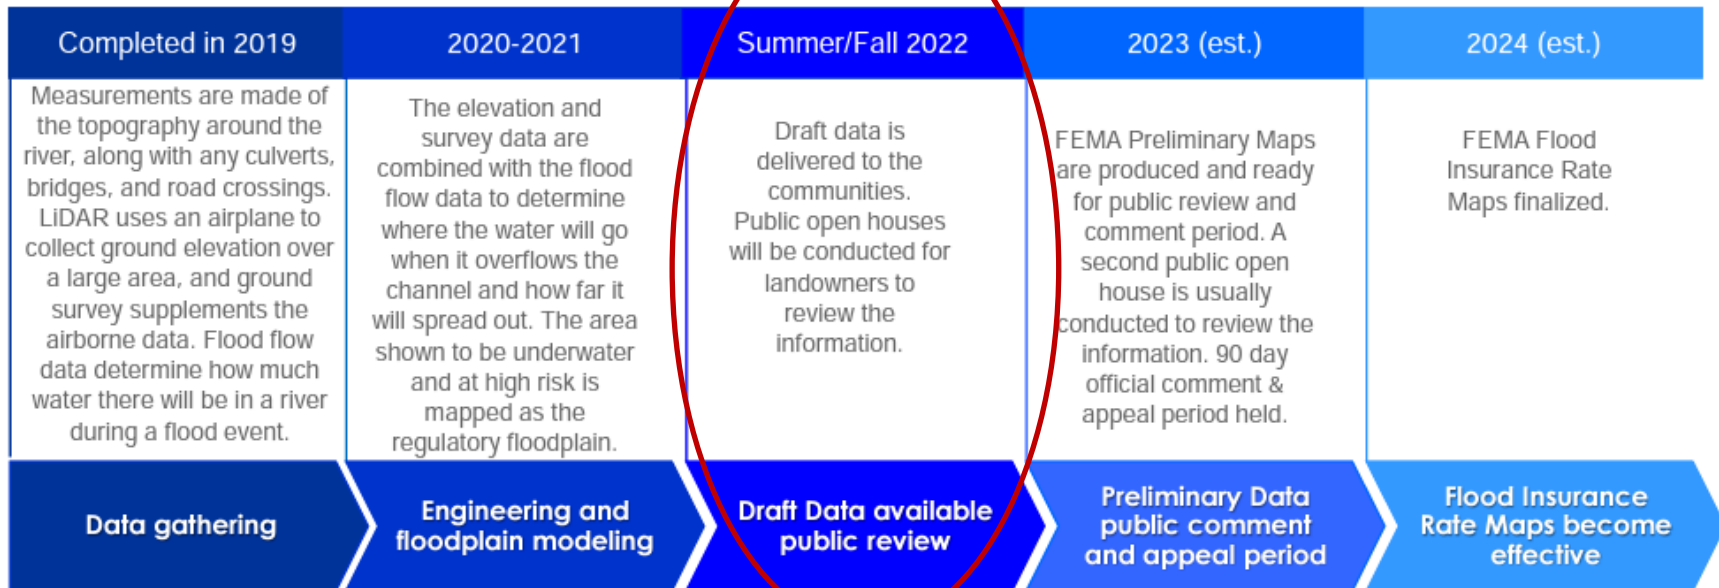 Completed in 2019
Measurements are made of
the topography around the
river, along with any culverts,
bridges, and road crossings.
LiDAR uses an airplane to
collect ground elevation over
a large area, and ground
survey supplements the
airborne data. Flood flow
data determine how much
water there will be in a river
during a flood event.
Data gathering
2020-2021
The elevation and
survey data are
combined with the flood
flow data to determine
where the water will go
when it overflows the
channel and how far it
will spread out. The area
shown to be underwater
and at high risk is
mapped as the
regulatory floodplain.
Engineering and
floodplain modeling
Summer/Fall 2022
Draft data is
delivered to the
communities.
Public open houses
will be conducted for
landowners to
review the
information.
Draft Data available
public review
2023 (est.)
FEMA Preliminary Maps
are produced and ready
for public review and
comment period. A
second public open
house is usually
conducted to review the
information. 90 day
official comment &
appeal period held.
Preliminary Data
public comment
and appeal period
2024 (est.)
FEMA Flood
Insurance Rate
Maps finalized.
Flood Insurance
Rate Maps become
effective